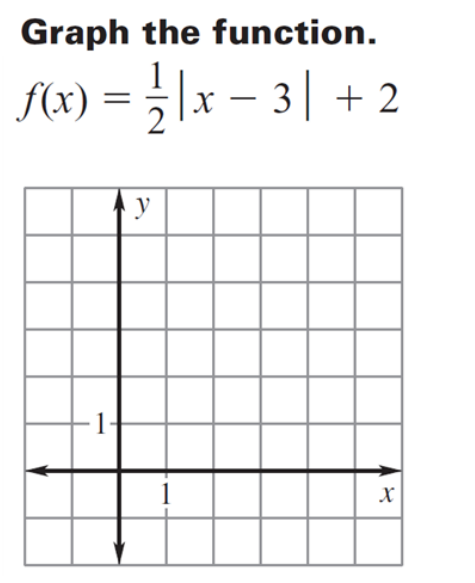 Graph the function.
f(x) = 1/2 |x − 3| + 2
y
1
1
x